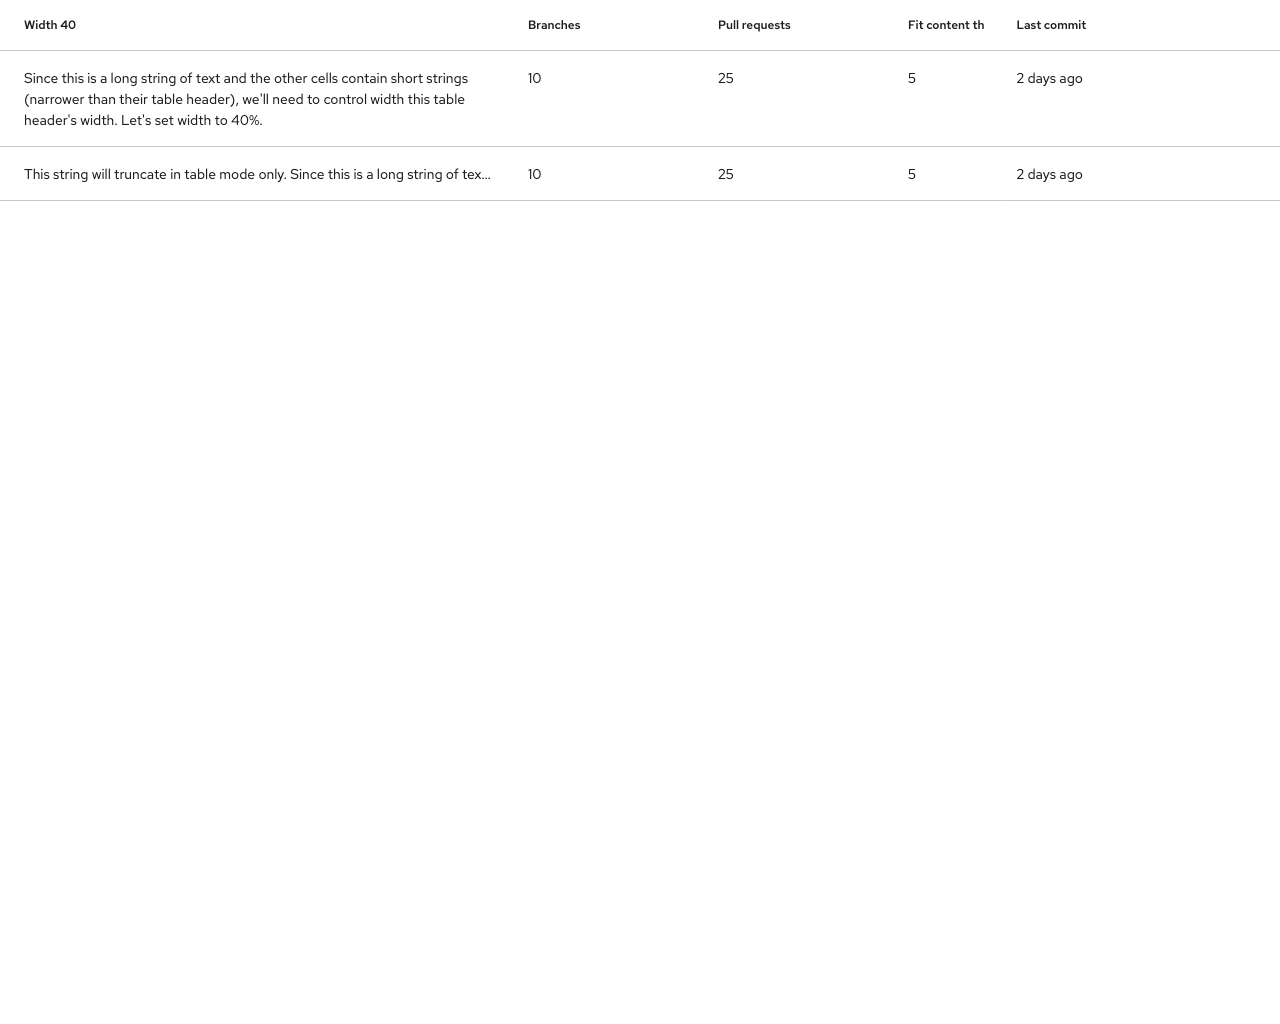 Width 40 Branches Pull requests Fit content th Last commit
Since this is a long string of text and the other cells contain short strings 10 25 5 2 days ago
(narrower than their table header), we'll need to control width this table
header's width. Let's set width to 40%.
This string will truncate in table mode only. Since this is a long string of tex... 10 25 5 2 days ago